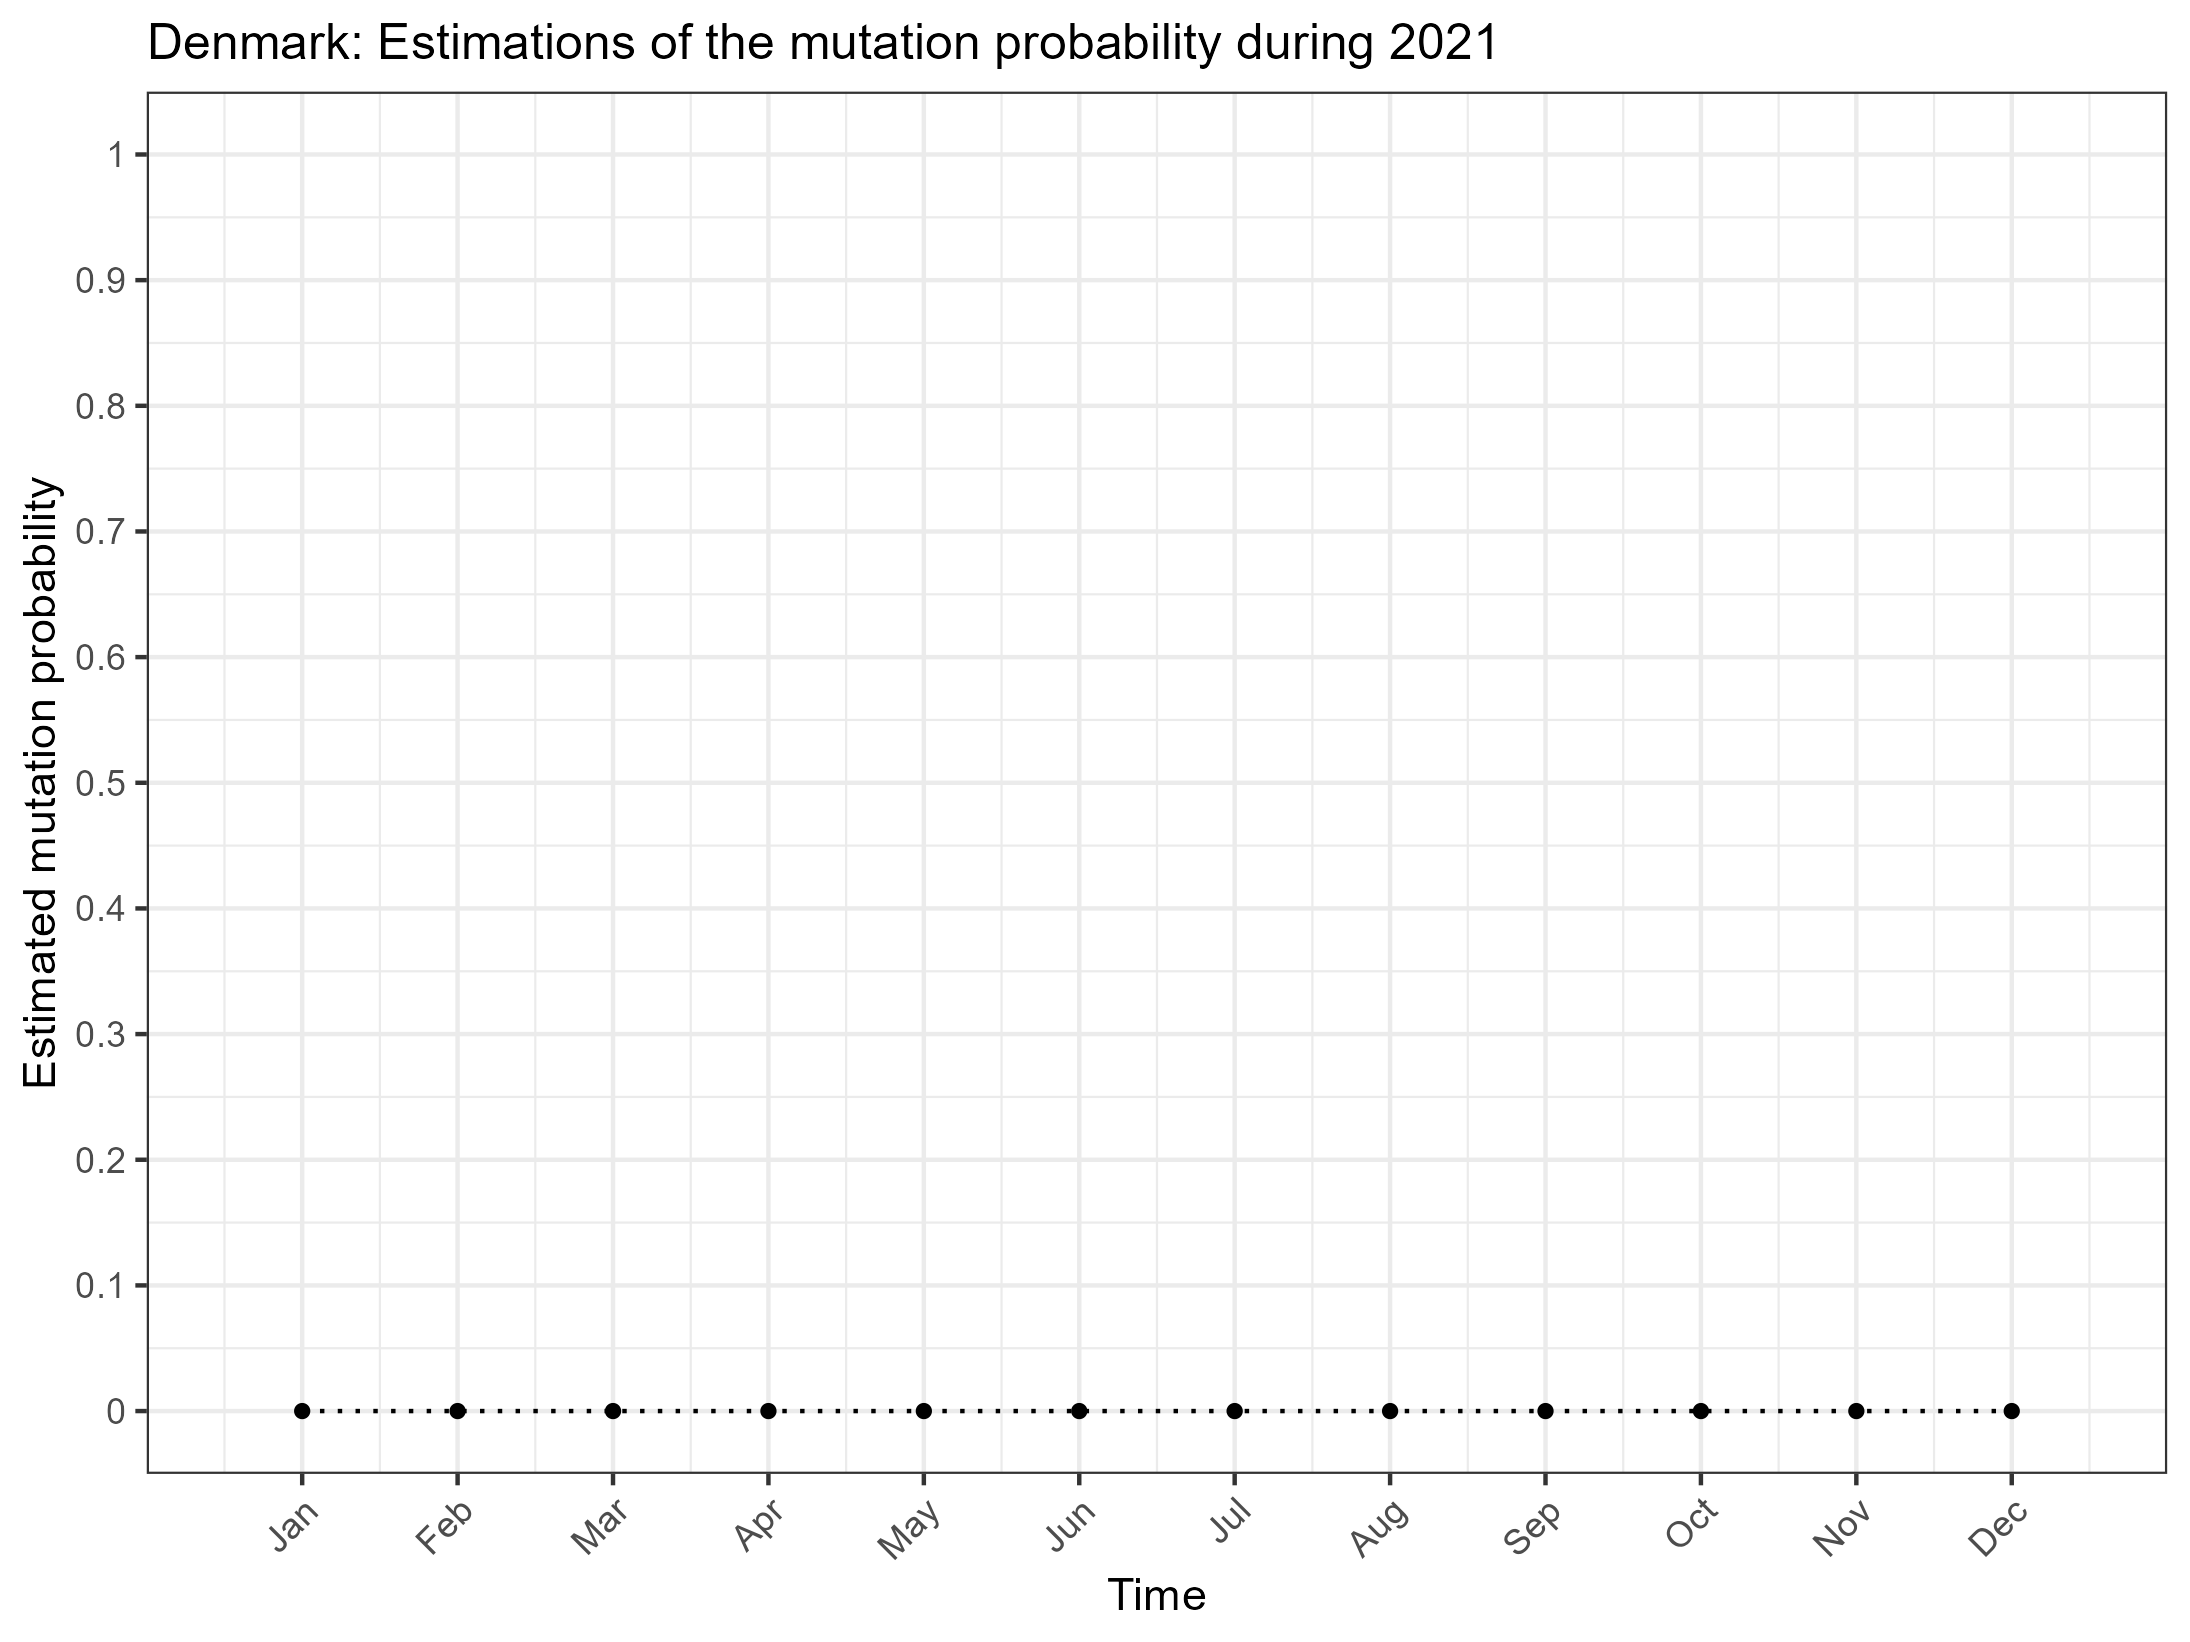 Denmark: Estimations of the mutation probability during 2021
Estimated mutation probability
1
0.9
0.8
0.7
0.6
0.5
0.4
0.3
0.2
0.1
0
Jan Feb Mar Apr May Jun Jul Aug Sep Oct Nov Dec
Time